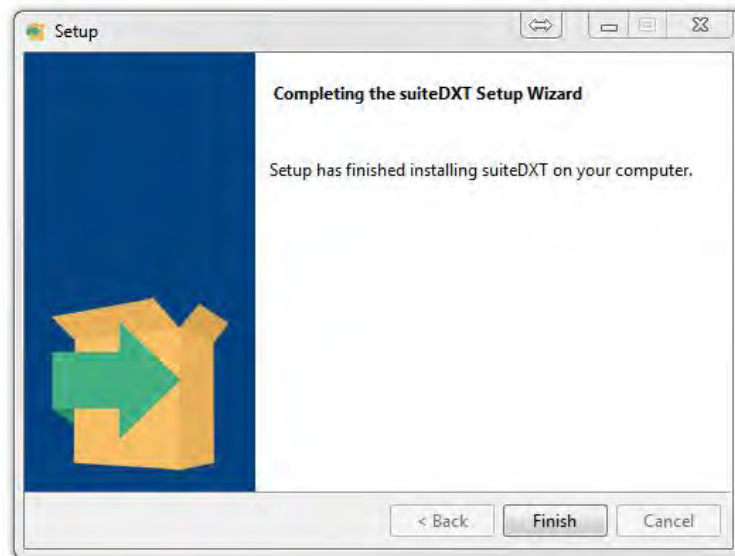 Setup
Completing the suiteDXT Setup Wizard
Setup has finished installing suiteDXT on your computer.
< Back
Finish
Cancel